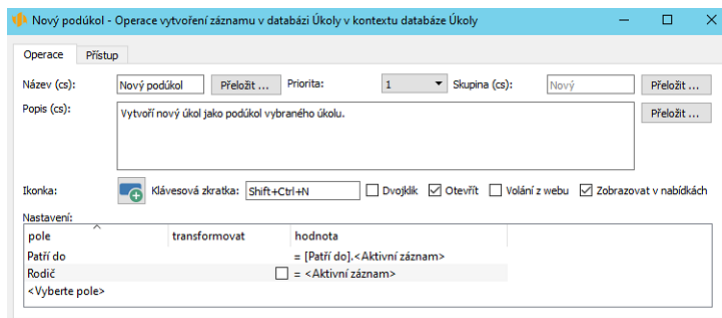 Nový podúkol - Operace vytvoření záznamu v databázi Úkoly v kontextu databáze Úkoly
Operace Přístup
Název (cs): Nový podúkol Přeložit ... Priorita: 1 Skupina (cs): Nový Přeložit ...
Popis (cs): Vytvoří nový úkol jako podúkol vybraného úkolu. Přeložit ...
Ikonka: Klávesová zkratka: Shift+Ctrl+N Dvojklik Otevřít Volání z webu Zobrazovat v nabídkách
Nastavení:
pole transformovat hodnota
Patří do = [Patří do].<Aktivní záznam>
Rodič = <Aktivní záznam>
<Vyberte pole>